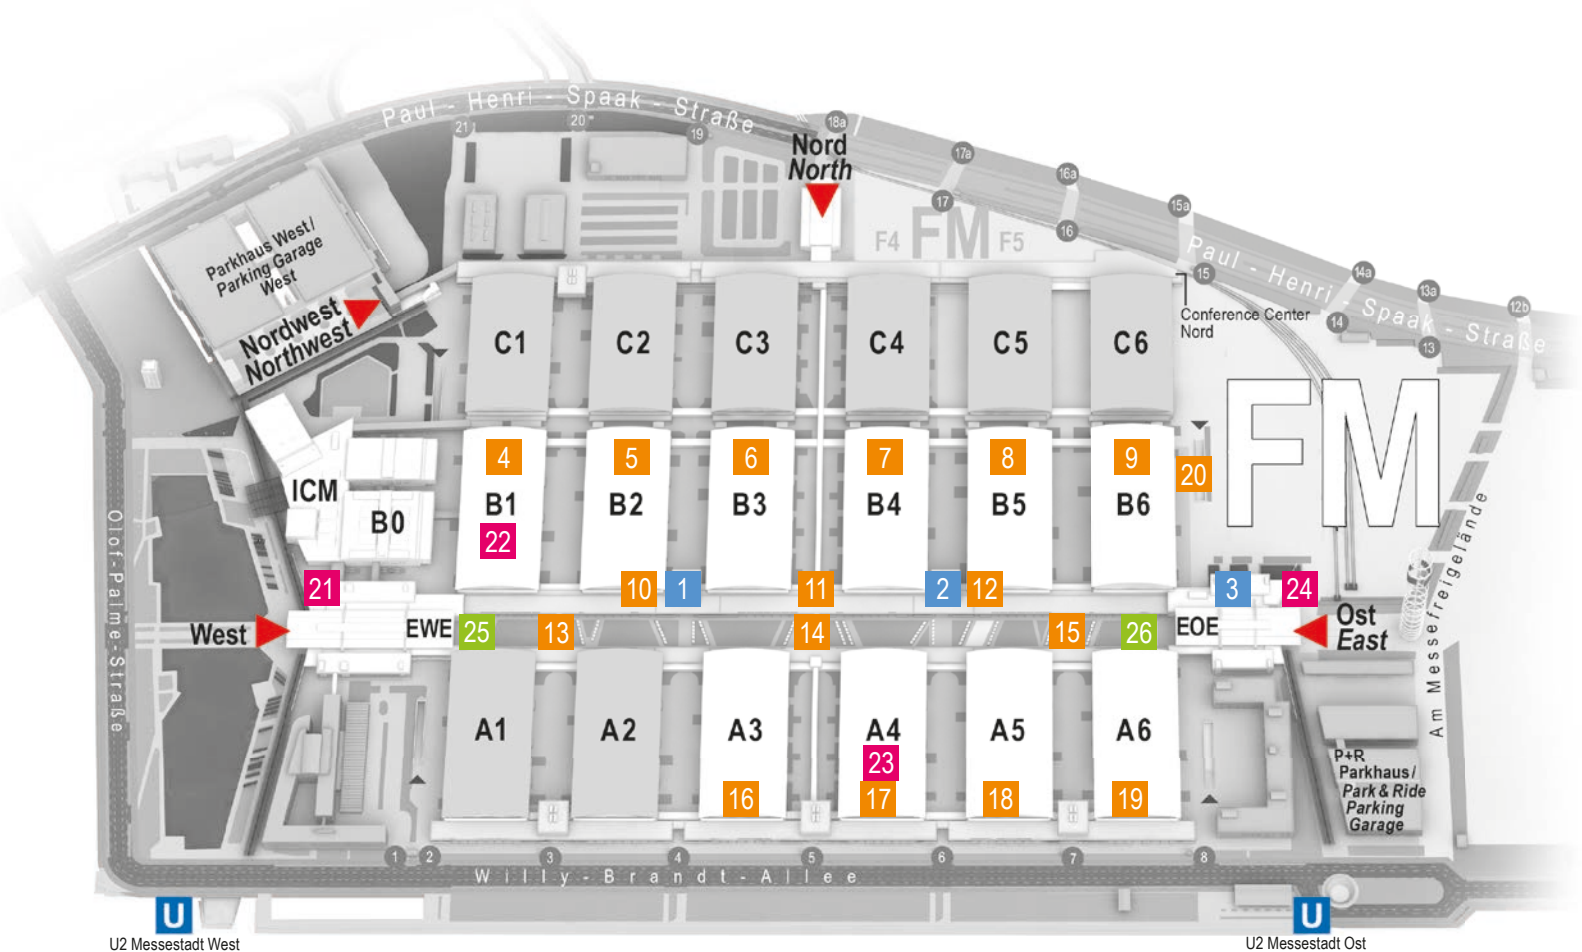 Paul - Henri - Spaak - Straße
21
20
19
18a
Nord
North
17a
17
16a
16
15a
15
14a
14
13a
13
12b
F4
FM
F5
Paul - Henri - Spaak - Straße
Parkhaus West/
Parking Garage
West
Nordwest
Northwest
Conference Center
Nord
C1
C2
C3
C4
C5
C6
FM
4
5
6
7
8
9
20
ICM
B0
B1
B2
B3
B4
B5
B6
22
Olof-Palme-Straße
Am Messefreigelände
21
10
1
11
2
12
3
24
West
EWE
25
13
14
15
26
EOE
Ost
East
A1
A2
A3
A4
A5
A6
23
16
17
18
19
P+R
Parkhaus/
Park & Ride
Parking
Garage
1
2
3
4
5
6
7
8
Willy-Brandt-Allee
U
U2 Messestadt West
U
U2 Messestadt Ost